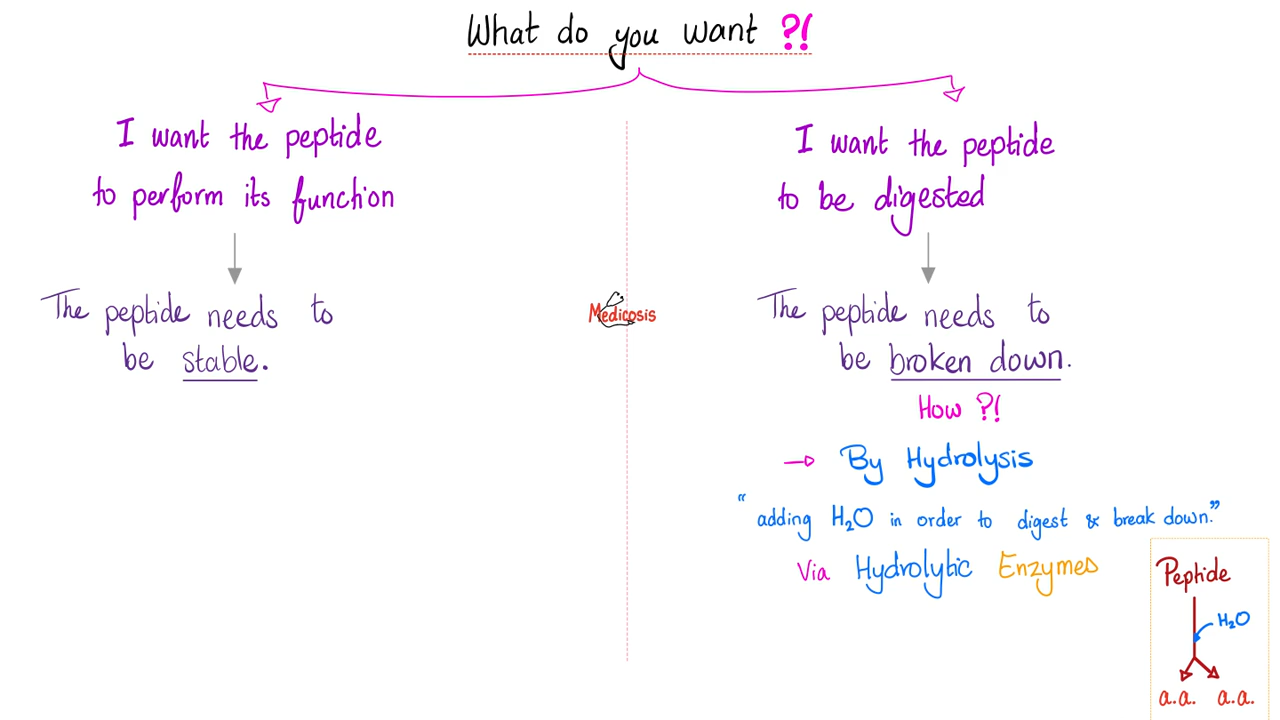 What do you want ?!
I want the peptide
to perform its function
The peptide needs to
be stable.
Medicosis
I want the peptide
to be digested
The peptide needs to
be broken down.
How ?!
→ By Hydrolysis
"adding H₂O in order to digest & break down."
Via Hydrolytic Enzymes
Peptide
H₂O
a.a. a.a.